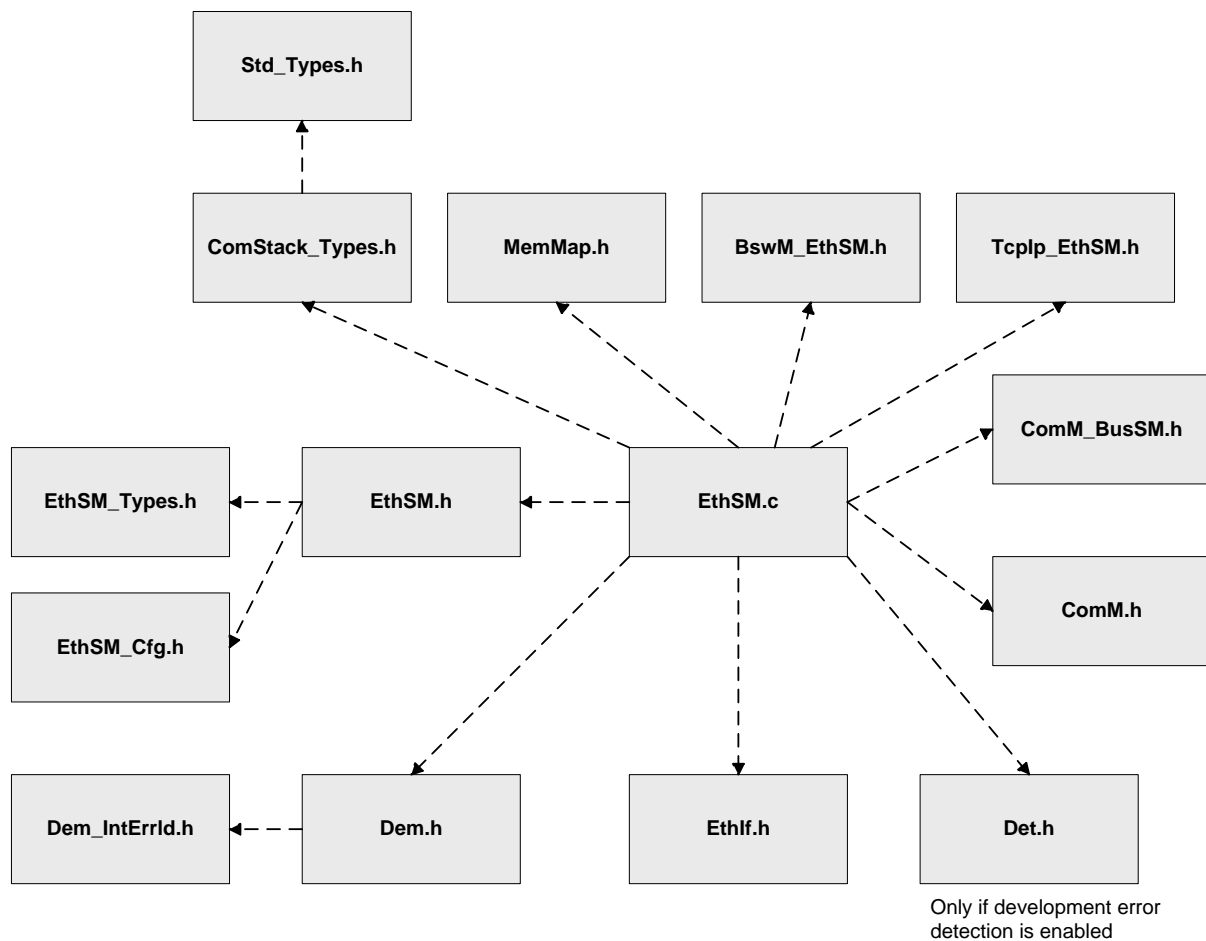 Std_Types.h
ComStack_Types.h
MemMap.h
BswM_EthSM.h
TcpIp_EthSM.h
ComM_BusSM.h
EthSM_Types.h
EthSM.h
EthSM.c
ComM.h
EthSM_Cfg.h
Dem_IntErrId.h
Dem.h
EthIf.h
Det.h
Only if development error
detection is enabled